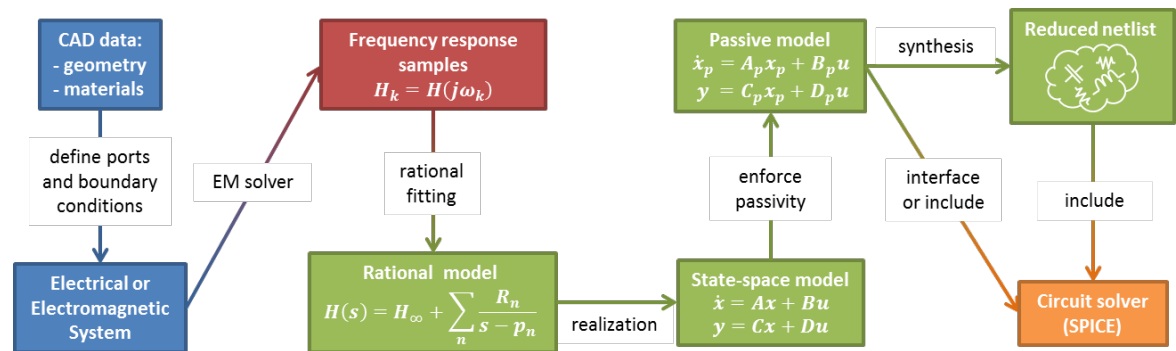 CAD data:
- geometry
- materials
define ports
and boundary
conditions
Electrical or
Electromagnetic
System
EM solver
Frequency response
samples
H_k = H(jω_k)
rational
fitting
Rational model
H(s) = H_∞ + ∑_n R_n / (s − p_n)
realization
State-space model
ẋ = Ax + Bu
y = Cx + Du
enforce
passivity
Passive model
ẋ_p = A_p x_p + B_p u
y = C_p x_p + D_p u
synthesis
Reduced netlist
interface
or include
include
Circuit solver
(SPICE)